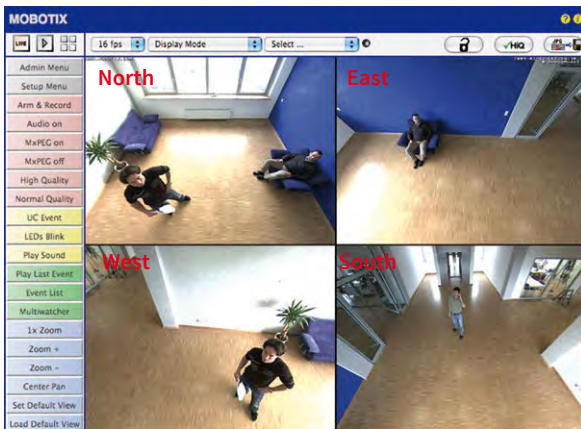 MOBOTIX
LIVE
16 fps
Display Mode
Select ...
HiQ
Admin Menu
Setup Menu
Arm & Record
Audio on
MxPEG on
MxPEG off
High Quality
Normal Quality
UC Event
LEDs Blink
Play Sound
Play Last Event
Event List
Multiwatcher
1x Zoom
Zoom +
Zoom -
Center Pan
Set Default View
Load Default View
North
East
West
South